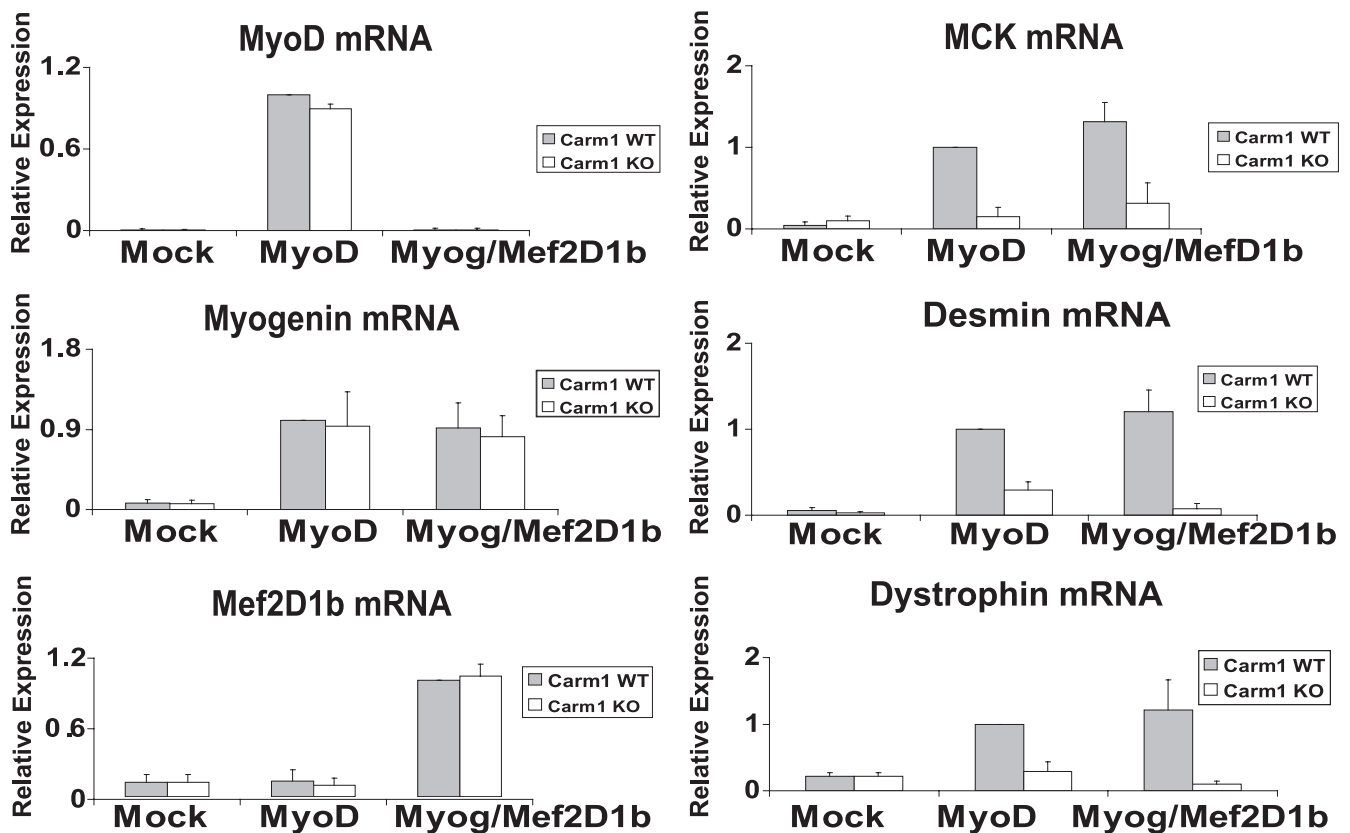 MyoD mRNA
Relative Expression
1.2
0.6
0
Carm1 WT
Carm1 KO
Mock MyoD Myog/Mef2D1b
MCK mRNA
Relative Expression
2
1
0
Carm1 WT
Carm1 KO
Mock MyoD Myog/MefD1b
Myogenin mRNA
Relative Expression
1.8
0.9
0
Carm1 WT
Carm1 KO
Mock MyoD Myog/Mef2D1b
Desmin mRNA
Relative Expression
2
1
0
Carm1 WT
Carm1 KO
Mock MyoD Myog/Mef2D1b
Mef2D1b mRNA
Relative Expression
1.2
0.6
0
Carm1 WT
Carm1 KO
Mock MyoD Myog/Mef2D1b
Dystrophin mRNA
Relative Expression
2
1
0
Carm1 WT
Carm1 KO
Mock MyoD Myog/Mef2D1b